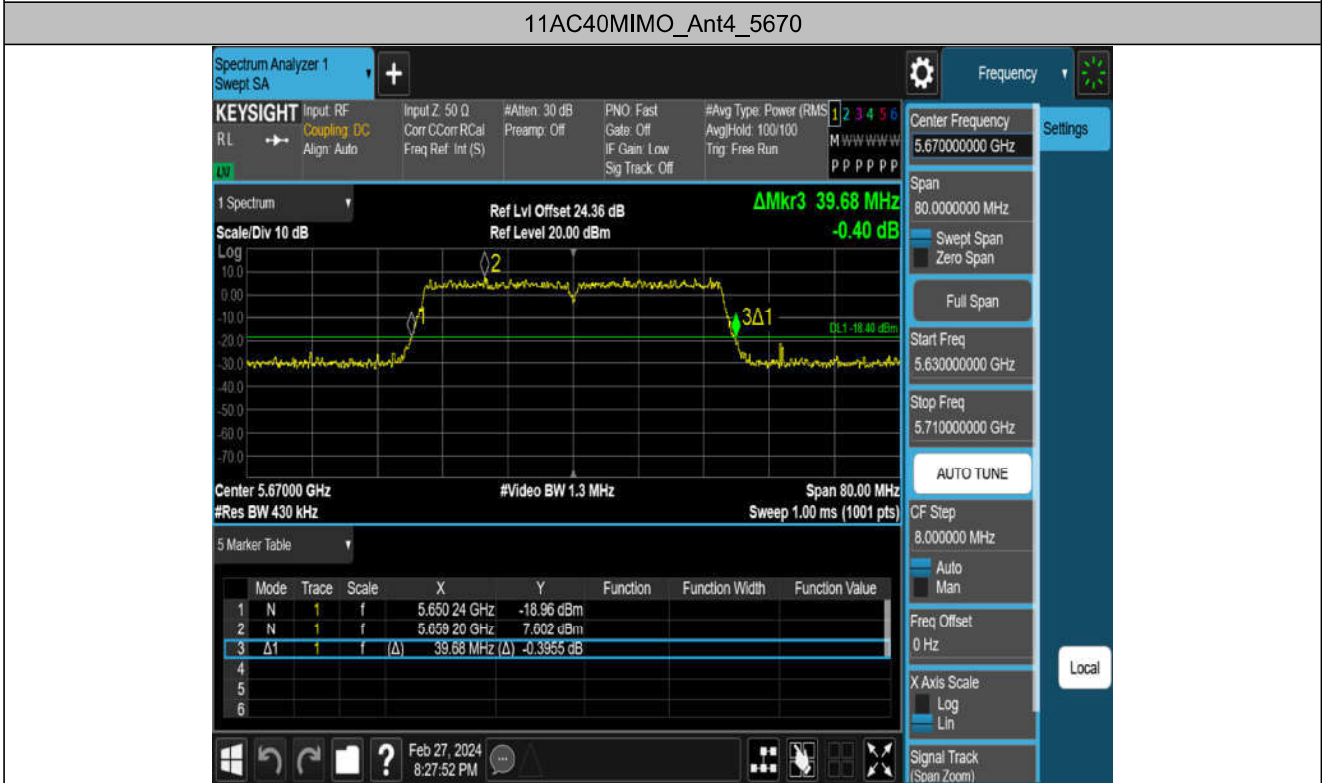 11AC40MIMO_Ant4_5670
Spectrum Analyzer 1
Swept SA
+
Frequency
KEYSIGHT Input: RF
RL
Coupling: DC
Align: Auto
LXI
Input Z: 50 Ω
Corr CCorr RCal
Freq Ref: Int (S)
#Atten: 30 dB
Preamp: Off
PNO: Fast
Gate: Off
IF Gain: Low
Sig Track: Off
#Avg Type: Power (RMS
Avg|Hold: 100/100
Trig: Free Run
1 2 3 4 5 6
M W W W W W
P P P P P P
Center Frequency
5.670000000 GHz
Settings
1 Spectrum
Scale/Div 10 dB
Ref Lvl Offset 24.36 dB
Ref Level 20.00 dBm
ΔMkr3 39.68 MHz
-0.40 dB
Log
10.0
0.00
-10.0
-20.0
-30.0
-40.0
-50.0
-60.0
-70.0
2
1
3Δ1
DL1 -18.40 dBm
Center 5.67000 GHz
#Res BW 430 kHz
#Video BW 1.3 MHz
Span 80.00 MHz
Sweep 1.00 ms (1001 pts)
Span
80.0000000 MHz
Swept Span
Zero Span
Full Span
Start Freq
5.630000000 GHz
Stop Freq
5.710000000 GHz
AUTO TUNE
CF Step
8.000000 MHz
Auto
Man
Freq Offset
0 Hz
X Axis Scale
Log
Lin
Signal Track
(Span Zoom)
Local
5 Marker Table
Mode Trace Scale X Y Function Function Width Function Value
1 N 1 f 5.650 24 GHz -18.96 dBm
2 N 1 f 5.659 20 GHz 7.602 dBm
3 Δ1 1 f (Δ) 39.68 MHz (Δ) -0.3955 dB
4
5
6
?
Feb 27, 2024
8:27:52 PM